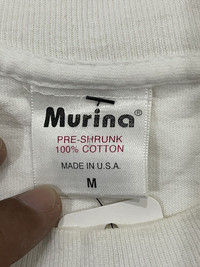 Murina®
PRE-SHRUNK
100% COTTON
MADE IN U.S.A.
M